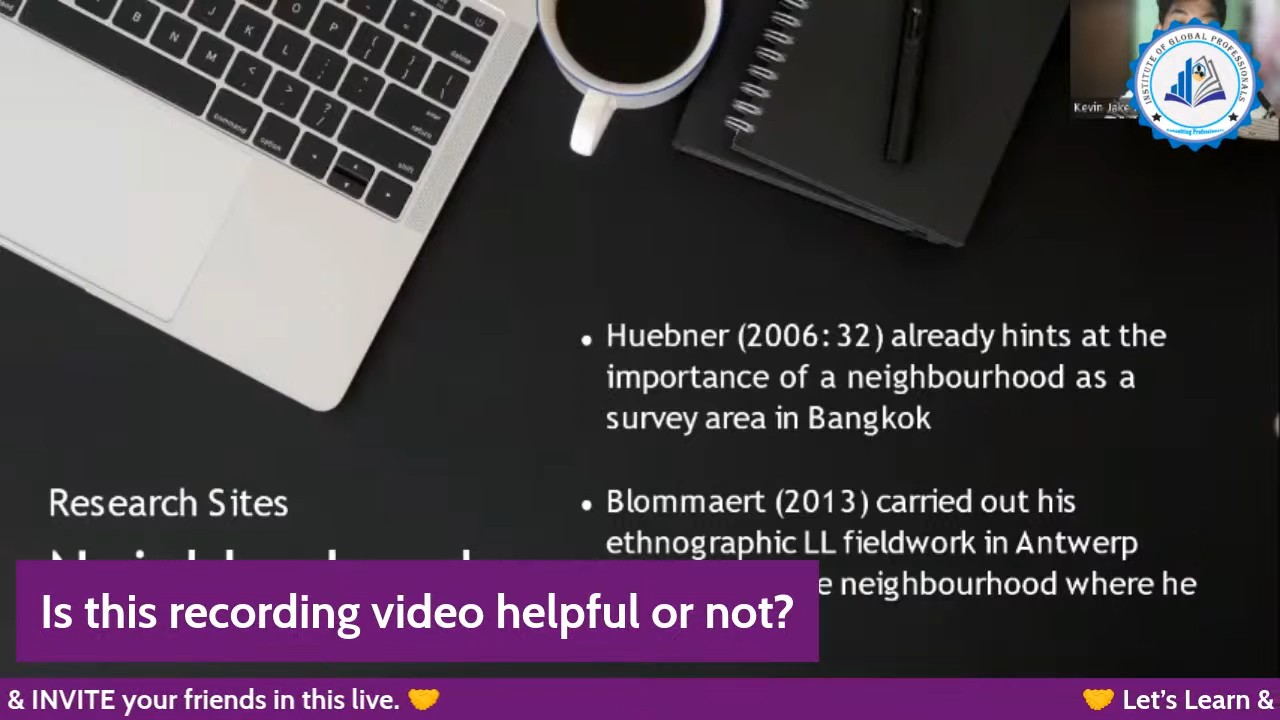 Kevin Jake
INSTITUTE OF GLOBAL PROFESSIONALS
Huebner (2006:32) already hints at the
importance of a neighbourhood as a
survey area in Bangkok
Research Sites
Blommaert (2013) carried out his
ethnographic LL fieldwork in Antwerp
neighbourhood where he
Is this recording video helpful or not?
& INVITE your friends in this live. 🤝
🤝 Let's Learn &